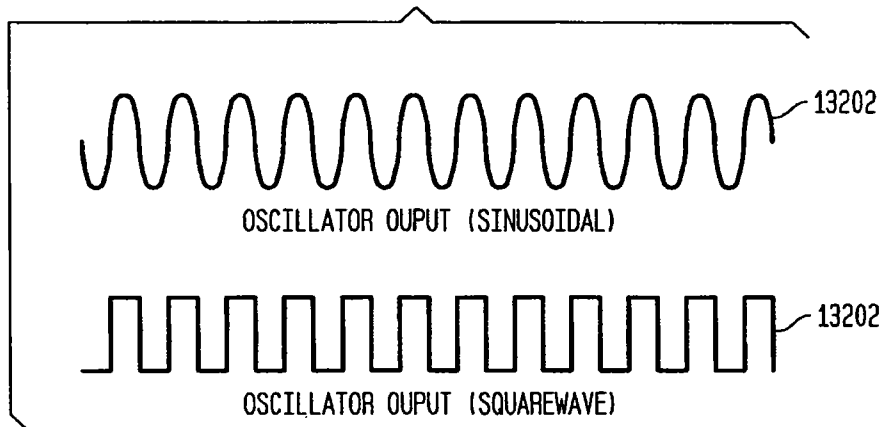 13202
OSCILLATOR OUPUT (SINUSOIDAL)
13202
OSCILLATOR OUPUT (SQUAREWAVE)